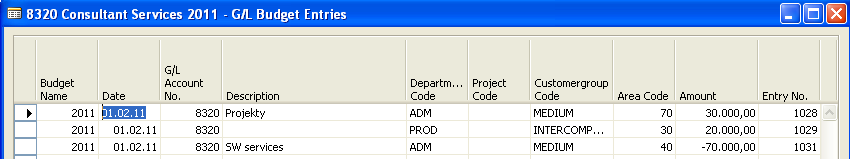 8320 Consultant Services 2011 - G/L Budget Entries
Budget Name Date G/L Account No. Description Departm... Code Project Code Customergroup Code Area Code Amount Entry No.
2011 01.02.11 8320 Projekty ADM MEDIUM 70 30.000,00 1028
2011 01.02.11 8320 PROD INTERCOMP... 30 20.000,00 1029
2011 01.02.11 8320 SW services ADM MEDIUM 40 -70.000,00 1031